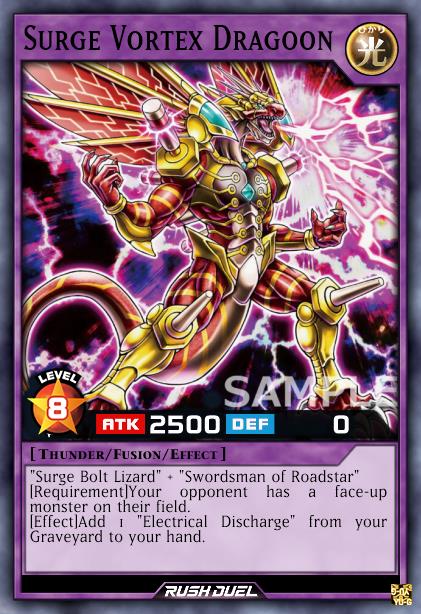 Surge Vortex Dragoon
ひかり
光
SAMPLE
LEVEL
8
ATK 2500 DEF 0
[Thunder/Fusion/Effect]
"Surge Bolt Lizard" + "Swordsman of Roadstar"
[Requirement]Your opponent has a face-up
monster on their field.
[Effect]Add 1 "Electrical Discharge" from your
Graveyard to your hand.
RUSH DUEL